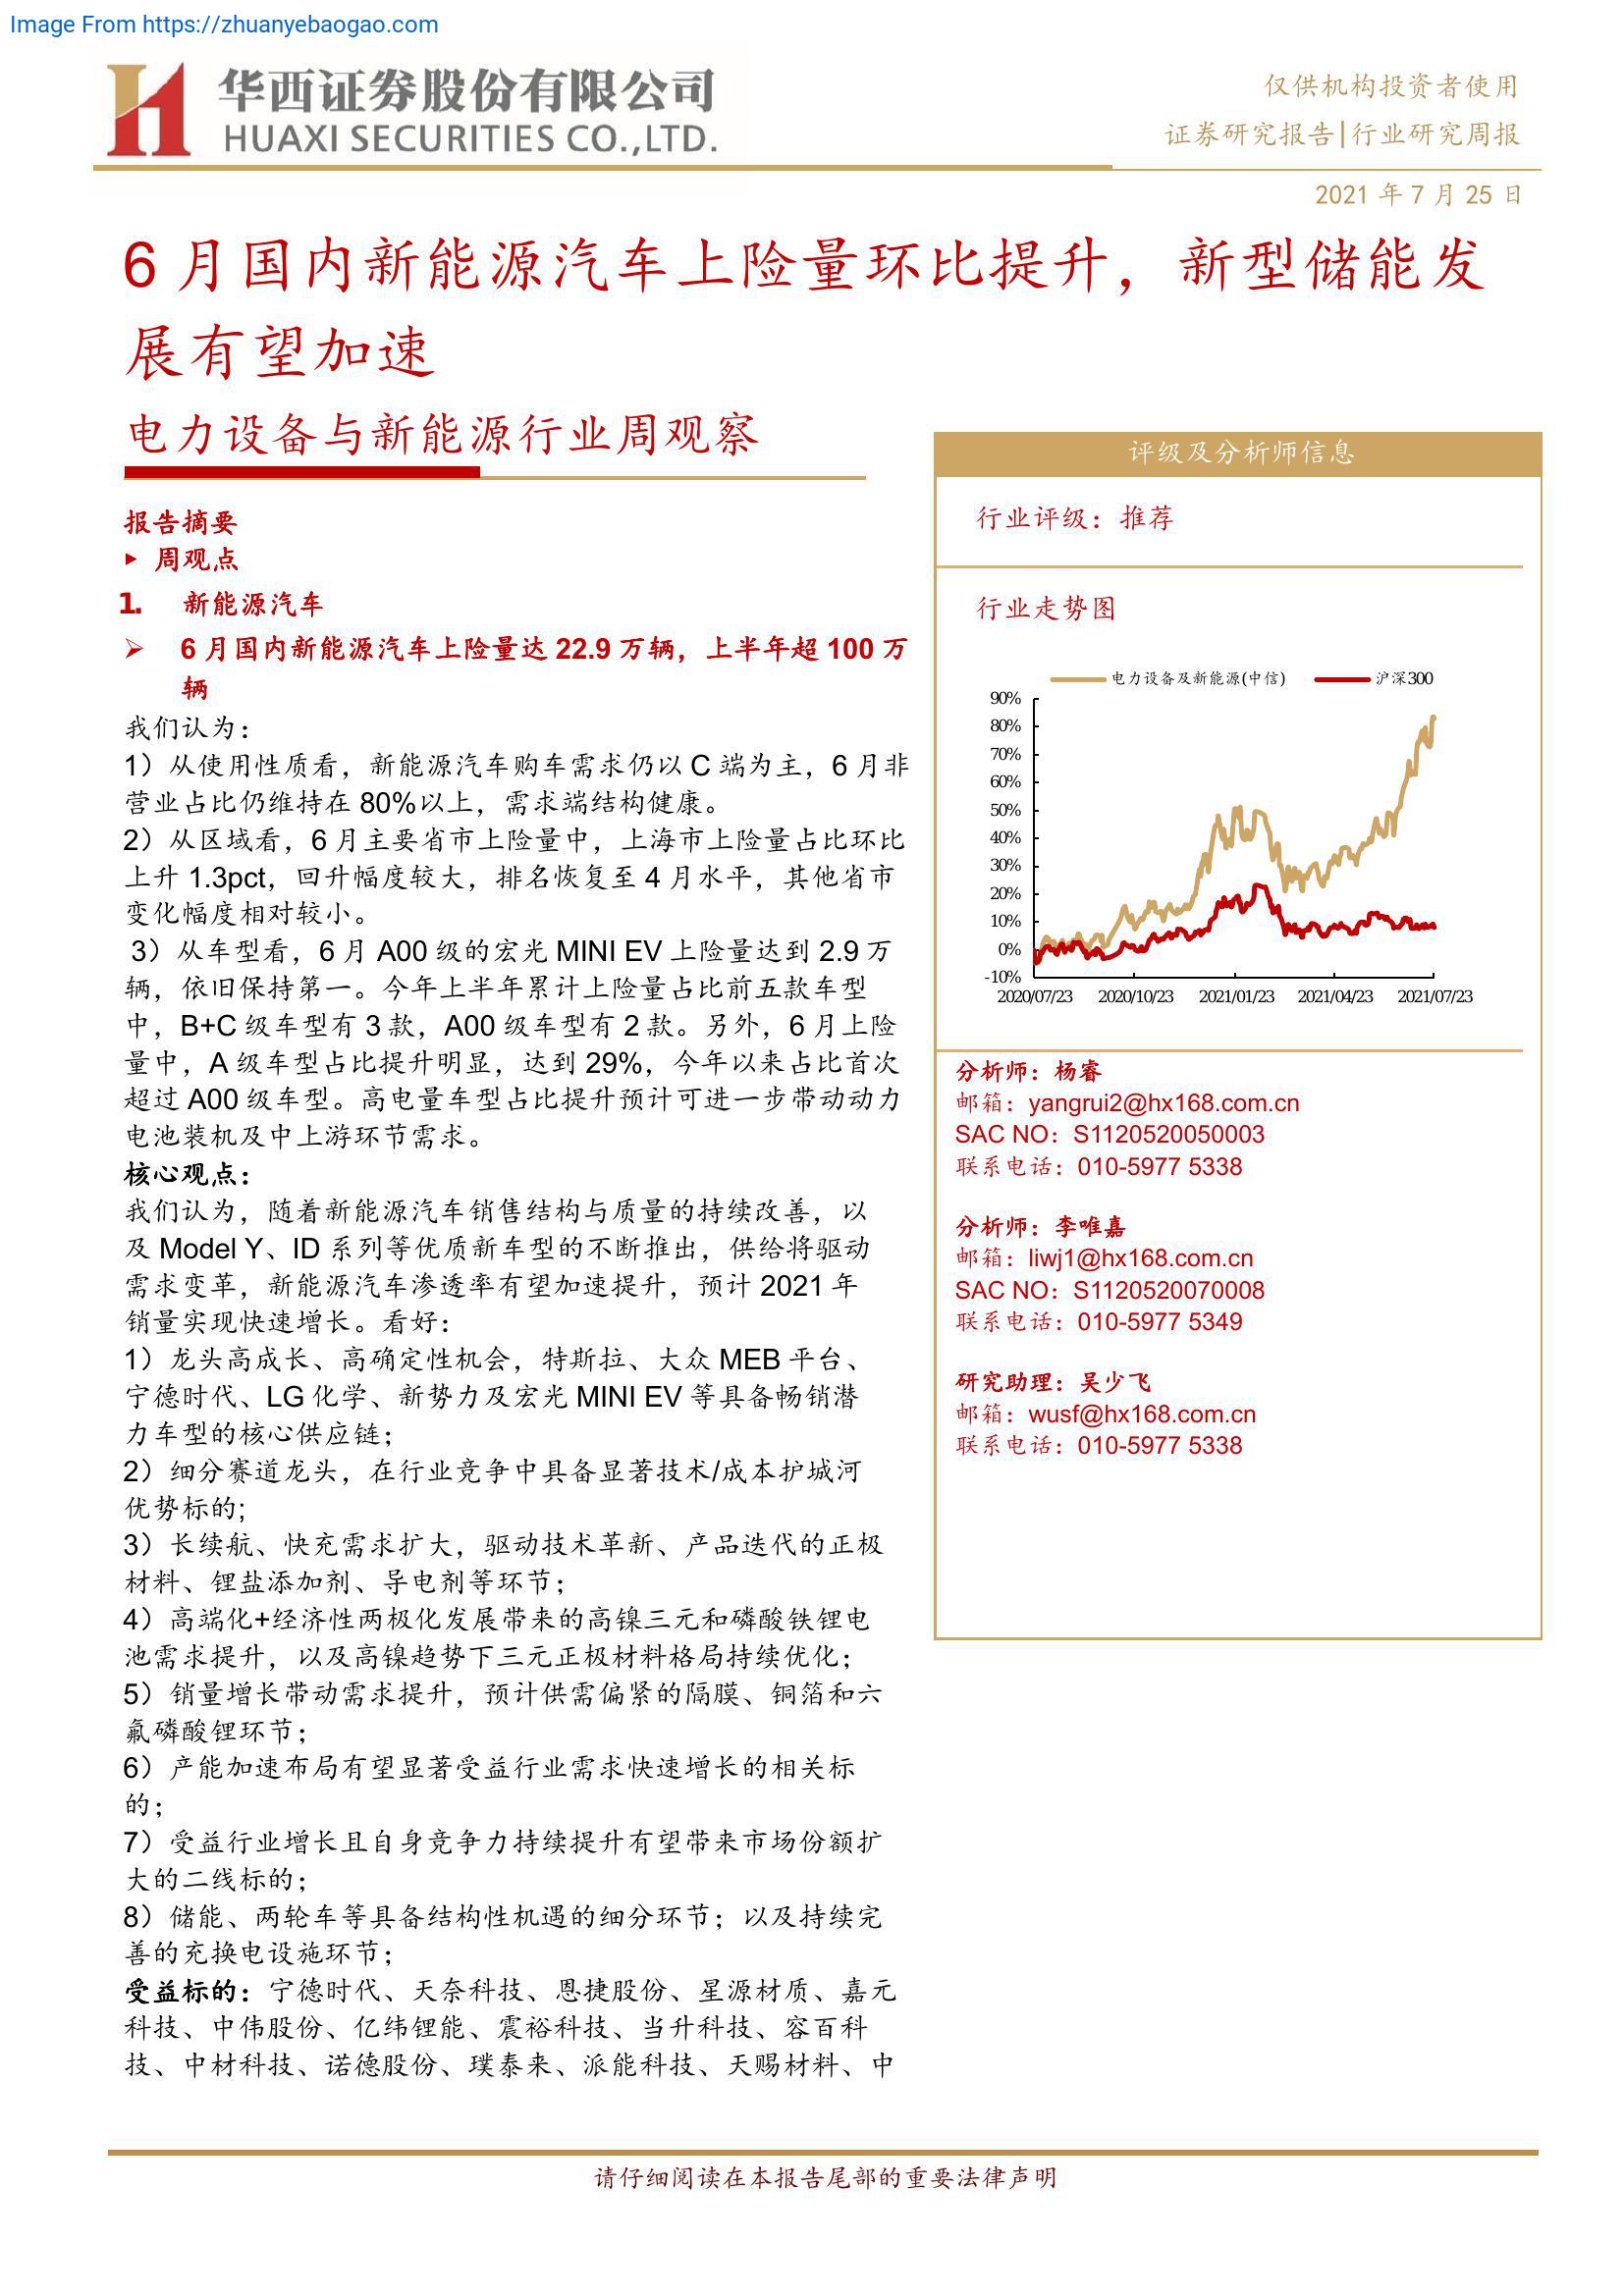 Image From https://zhuanyebaogao.com
华西证券股份有限公司
HUAXI SECURITIES CO.,LTD.
仅供机构投资者使用
证券研究报告|行业研究周报
2021 年 7 月 25 日
6 月国内新能源汽车上险量环比提升，新型储能发
展有望加速
电力设备与新能源行业周观察
报告摘要
▸ 周观点
1. 新能源汽车
➢ 6 月国内新能源汽车上险量达 22.9 万辆，上半年超 100 万
辆
我们认为：
1）从使用性质看，新能源汽车购车需求仍以 C 端为主，6 月非
营业占比仍维持在 80%以上，需求端结构健康。
2）从区域看，6 月主要省市上险量中，上海市上险量占比环比
上升 1.3pct，回升幅度较大，排名恢复至 4 月水平，其他省市
变化幅度相对较小。
3）从车型看，6 月 A00 级的宏光 MINI EV 上险量达到 2.9 万
辆，依旧保持第一。今年上半年累计上险量占比前五款车型
中，B+C 级车型有 3 款，A00 级车型有 2 款。另外，6 月上险
量中，A 级车型占比提升明显，达到 29%，今年以来占比首次
超过 A00 级车型。高电量车型占比提升预计可进一步带动动力
电池装机及中上游环节需求。
核心观点：
我们认为，随着新能源汽车销售结构与质量的持续改善，以
及 Model Y、ID 系列等优质新车型的不断推出，供给将驱动
需求变革，新能源汽车渗透率有望加速提升，预计 2021 年
销量实现快速增长。看好：
1）龙头高成长、高确定性机会，特斯拉、大众 MEB 平台、
宁德时代、LG 化学、新势力及宏光 MINI EV 等具备畅销潜
力车型的核心供应链；
2）细分赛道龙头，在行业竞争中具备显著技术/成本护城河
优势标的;
3）长续航、快充需求扩大，驱动技术革新、产品迭代的正极
材料、锂盐添加剂、导电剂等环节；
4）高端化+经济性两极化发展带来的高镍三元和磷酸铁锂电
池需求提升，以及高镍趋势下三元正极材料格局持续优化；
5）销量增长带动需求提升，预计供需偏紧的隔膜、铜箔和六
氟磷酸锂环节；
6）产能加速布局有望显著受益行业需求快速增长的相关标
的；
7）受益行业增长且自身竞争力持续提升有望带来市场份额扩
大的二线标的；
8）储能、两轮车等具备结构性机遇的细分环节；以及持续完
善的充换电设施环节；
受益标的：宁德时代、天奈科技、恩捷股份、星源材质、嘉元
科技、中伟股份、亿纬锂能、震裕科技、当升科技、容百科
技、中材科技、诺德股份、璞泰来、派能科技、天赐材料、中
评级及分析师信息
行业评级：推荐
行业走势图
电力设备及新能源(中信) 沪深300
90%
80%
70%
60%
50%
40%
30%
20%
10%
0%
-10%
2020/07/23 2020/10/23 2021/01/23 2021/04/23 2021/07/23
分析师：杨睿
邮箱：yangrui2@hx168.com.cn
SAC NO：S1120520050003
联系电话：010-5977 5338
分析师：李唯嘉
邮箱：liwj1@hx168.com.cn
SAC NO：S1120520070008
联系电话：010-5977 5349
研究助理：吴少飞
邮箱：wusf@hx168.com.cn
联系电话：010-5977 5338
请仔细阅读在本报告尾部的重要法律声明